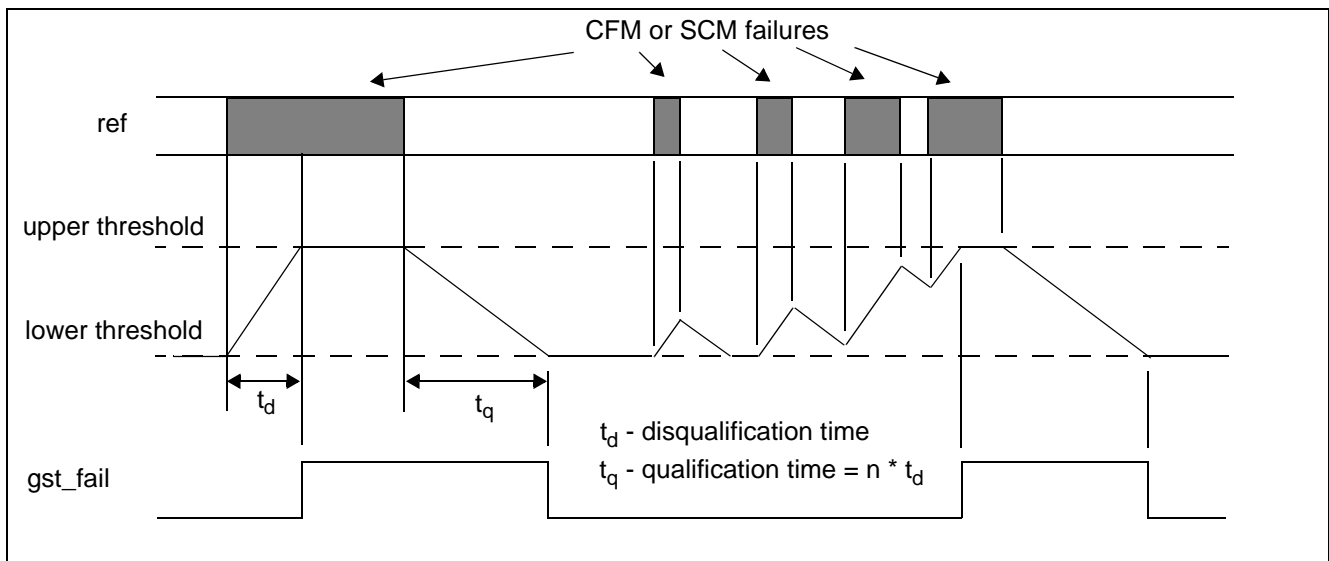 CFM or SCM failures
ref
upper threshold
lower threshold
td
tq
td - disqualification time
tq - qualification time = n * td
gst_fail